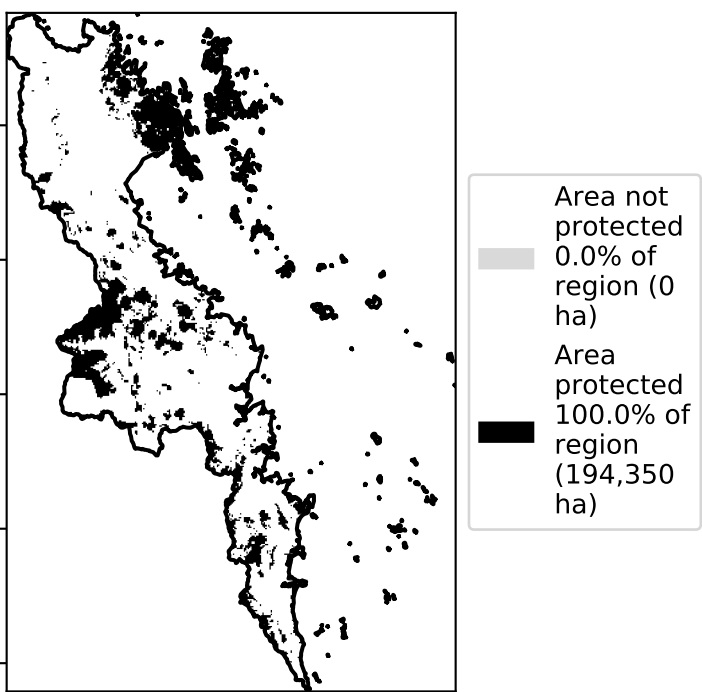 Area not
protected
0.0% of
region (0
ha)
Area
protected
100.0% of
region
(194,350
ha)